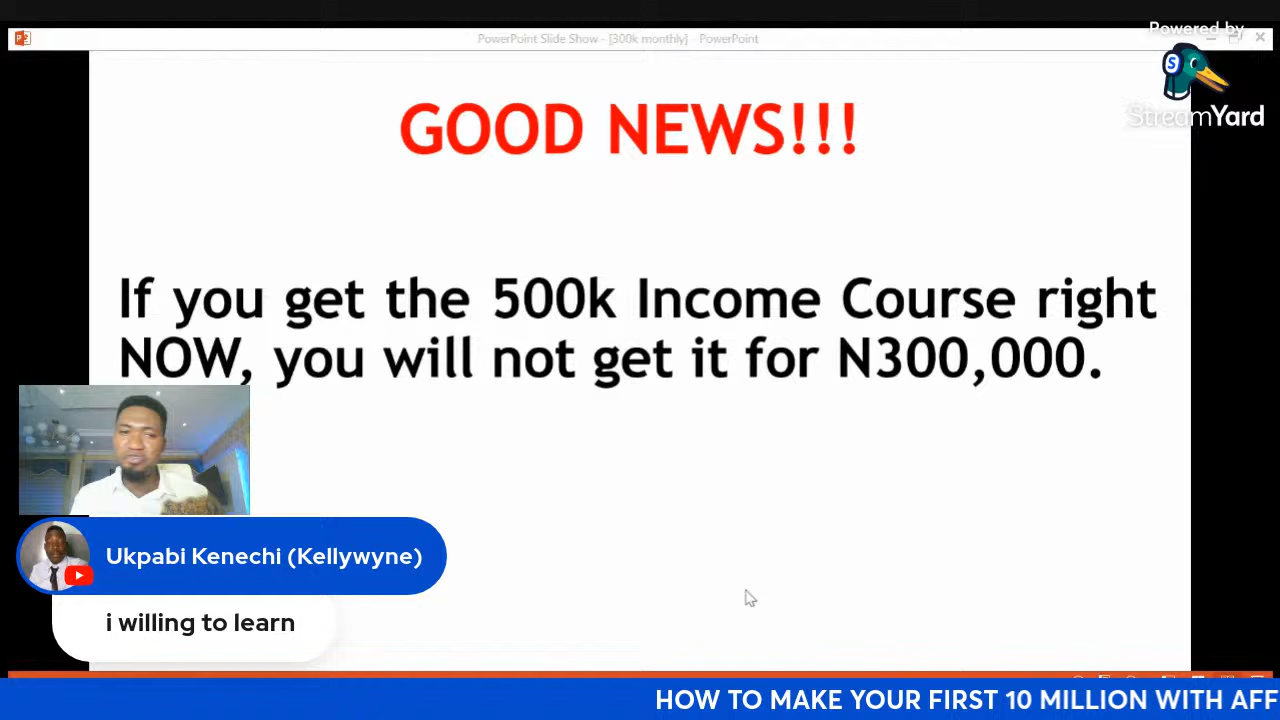 PowerPoint Slide Show - [300k monthly] - PowerPoint
Powered by
S
StreamYard
GOOD NEWS!!!
If you get the 500k Income Course right
NOW, you will not get it for N300,000.
Ukpabi Kenechi (Kellywyne)
i willing to learn
HOW TO MAKE YOUR FIRST 10 MILLION WITH AFF